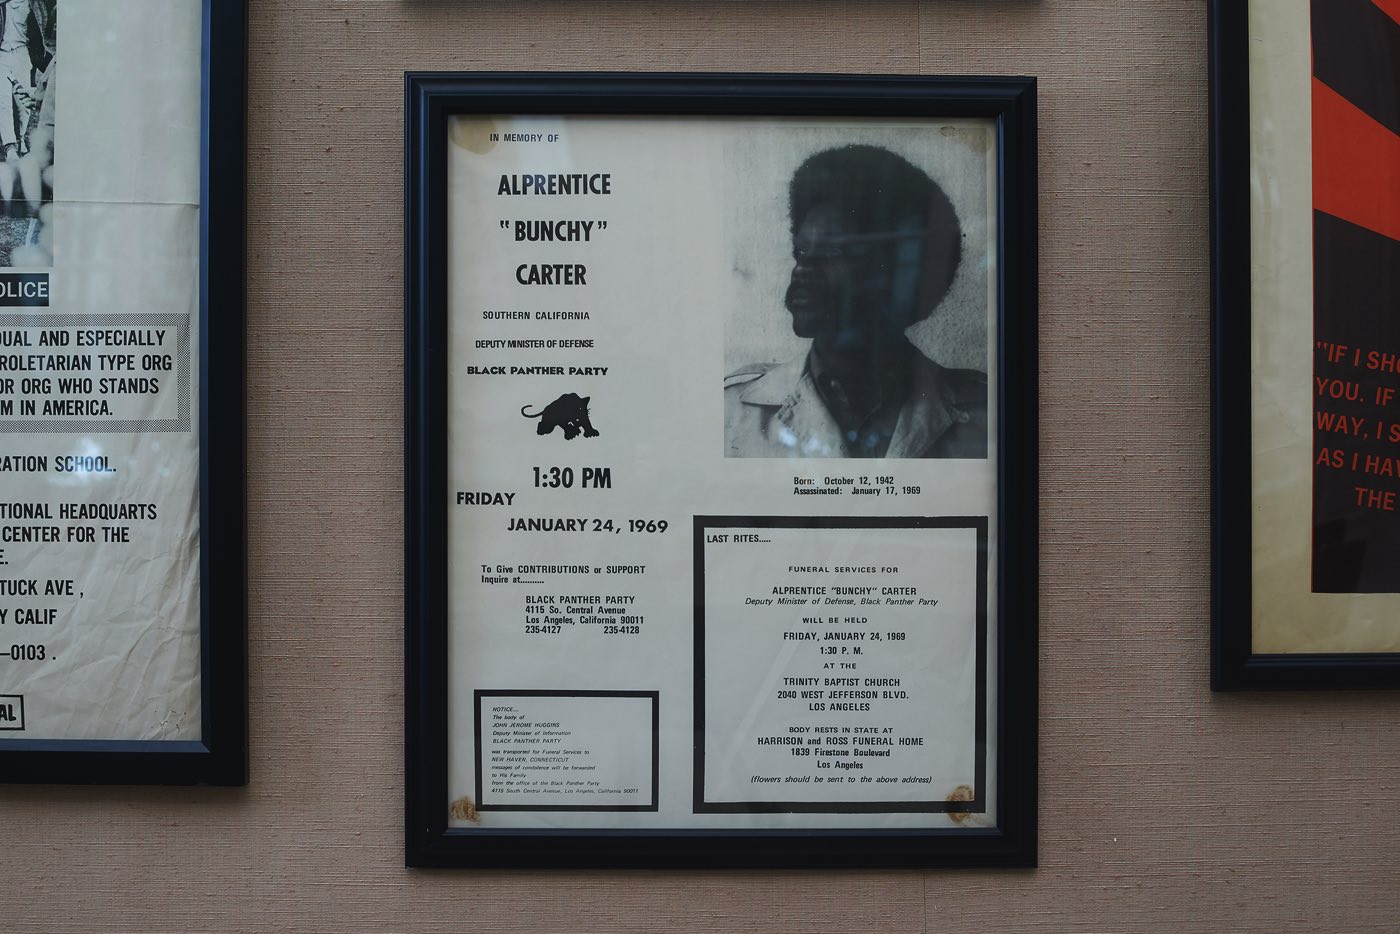 OLICE
DUAL AND ESPECIALLY
ROLETARIAN TYPE ORG
OR ORG WHO STANDS
M IN AMERICA.
RATION SCHOOL.
TIONAL HEADQUARTS
CENTER FOR THE
E.
TUCK AVE ,
Y CALIF
–0103 .
AL
IN MEMORY OF
ALPRENTICE
"BUNCHY"
CARTER
SOUTHERN CALIFORNIA
DEPUTY MINISTER OF DEFENSE
BLACK PANTHER PARTY
1:30 PM
FRIDAY
JANUARY 24, 1969
To Give CONTRIBUTIONS or SUPPORT
Inquire at..........
BLACK PANTHER PARTY
4115 So. Central Avenue
Los Angeles, California 90011
235-4127 235-4128
NOTICE...
The body of
JOHN JEROME HUGGINS
Deputy Minister of Information
BLACK PANTHER PARTY
was transported for Funeral Services to
NEW HAVEN, CONNECTICUT
messages of condolence will be forwarded
to His Family
from the office of the Black Panther Party
4115 South Central Avenue, Los Angeles, California 90011
Born: October 12, 1942
Assassinated: January 17, 1969
LAST RITES.....
FUNERAL SERVICES FOR
ALPRENTICE "BUNCHY" CARTER
Deputy Minister of Defense, Black Panther Party
WILL BE HELD
FRIDAY, JANUARY 24, 1969
1:30 P. M.
AT THE
TRINITY BAPTIST CHURCH
2040 WEST JEFFERSON BLVD.
LOS ANGELES
BODY RESTS IN STATE AT
HARRISON and ROSS FUNERAL HOME
1839 Firestone Boulevard
Los Angeles
(flowers should be sent to the above address)
"IF I SHO
YOU. IF
WAY, I S
AS I HAV
THE